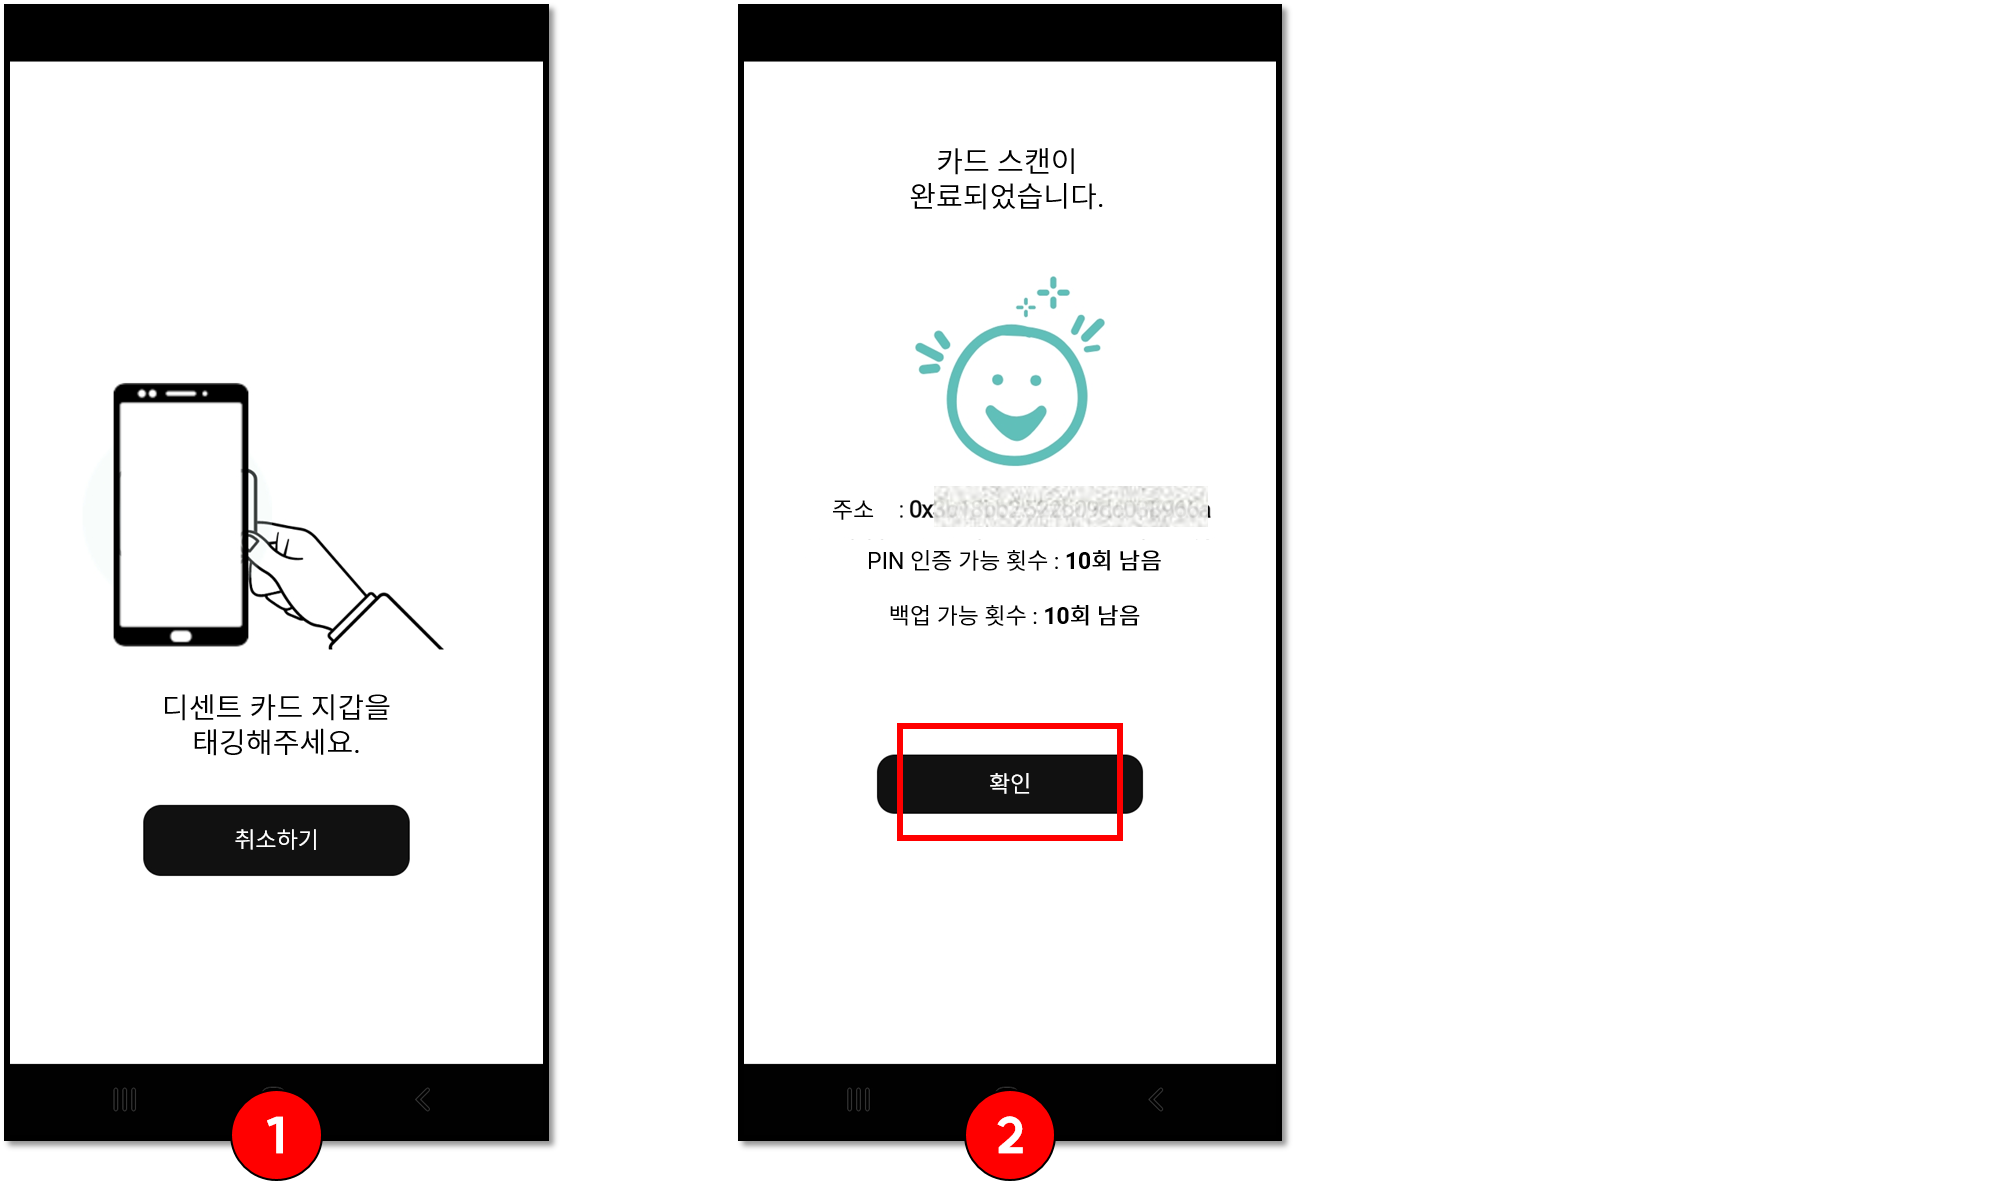 디센트 카드 지갑을
태깅해주세요.
취소하기
1
카드 스캔이
완료되었습니다.
주소 : 0x
PIN 인증 가능 횟수 : 10회 남음
백업 가능 횟수 : 10회 남음
확인
2